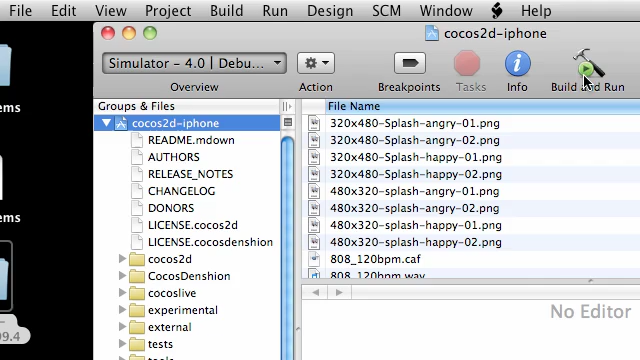 File Edit View Project Build Run Design SCM Window Help
cocos2d-iphone
Simulator - 4.0 | Debu...
Overview Action Breakpoints Tasks Info Build and Run
Groups & Files
cocos2d-iphone
README.mdown
AUTHORS
RELEASE_NOTES
CHANGELOG
DONORS
LICENSE.cocos2d
LICENSE.cocosdenshion
cocos2d
CocosDenshion
cocoslive
experimental
external
tests
File Name
320x480-Splash-angry-01.png
320x480-Splash-angry-02.png
320x480-Splash-happy-01.png
320x480-Splash-happy-02.png
480x320-Splash-angry-01.png
480x320-Splash-angry-02.png
480x320-Splash-happy-01.png
480x320-Splash-happy-02.png
808_120bpm.caf
808_120bpm.wav
No Editor
ems
ems
99.4